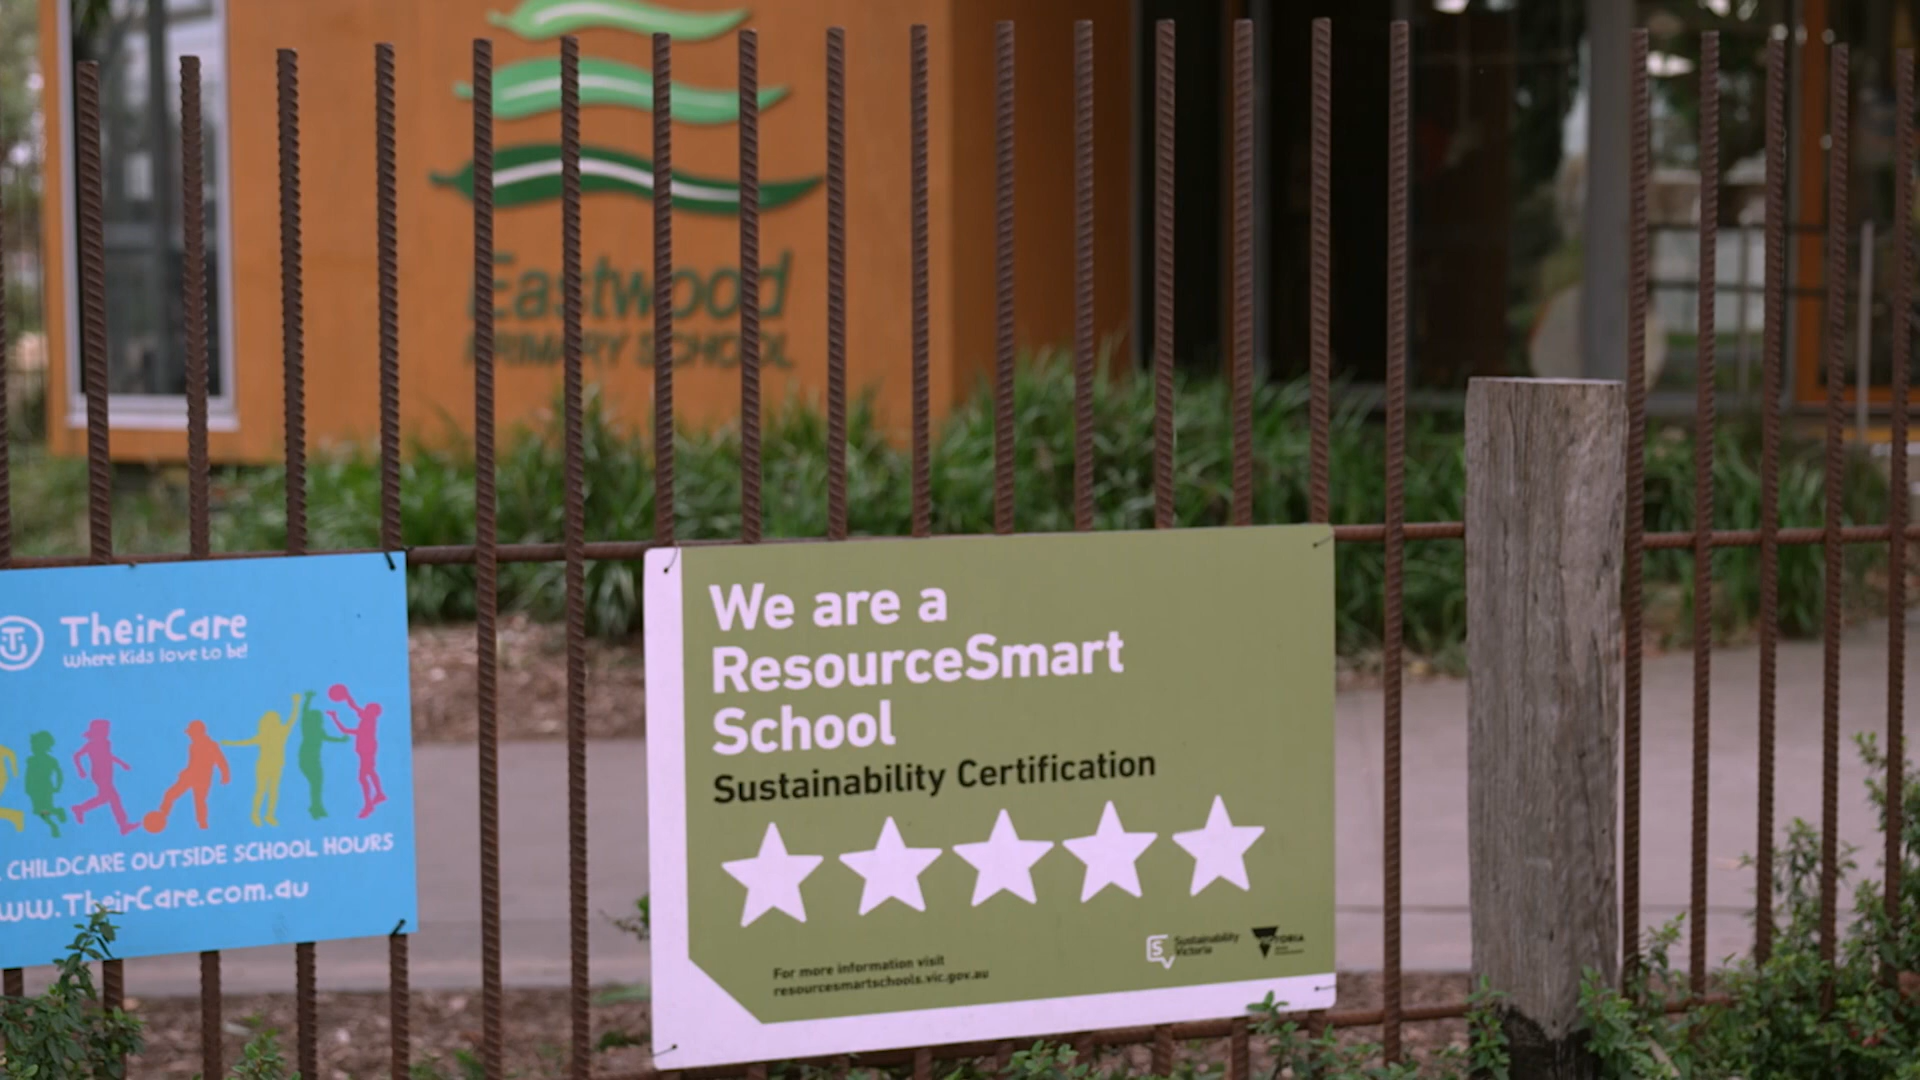 Eastwood
PRIMARY SCHOOL
TheirCare
Where Kids love to be!
CHILDCARE OUTSIDE SCHOOL HOURS
www.TheirCare.com.au
We are a
ResourceSmart
School
Sustainability Certification
For more information visit
resourcesmartschools.vic.gov.au
Sustainability
Victoria
VICTORIA